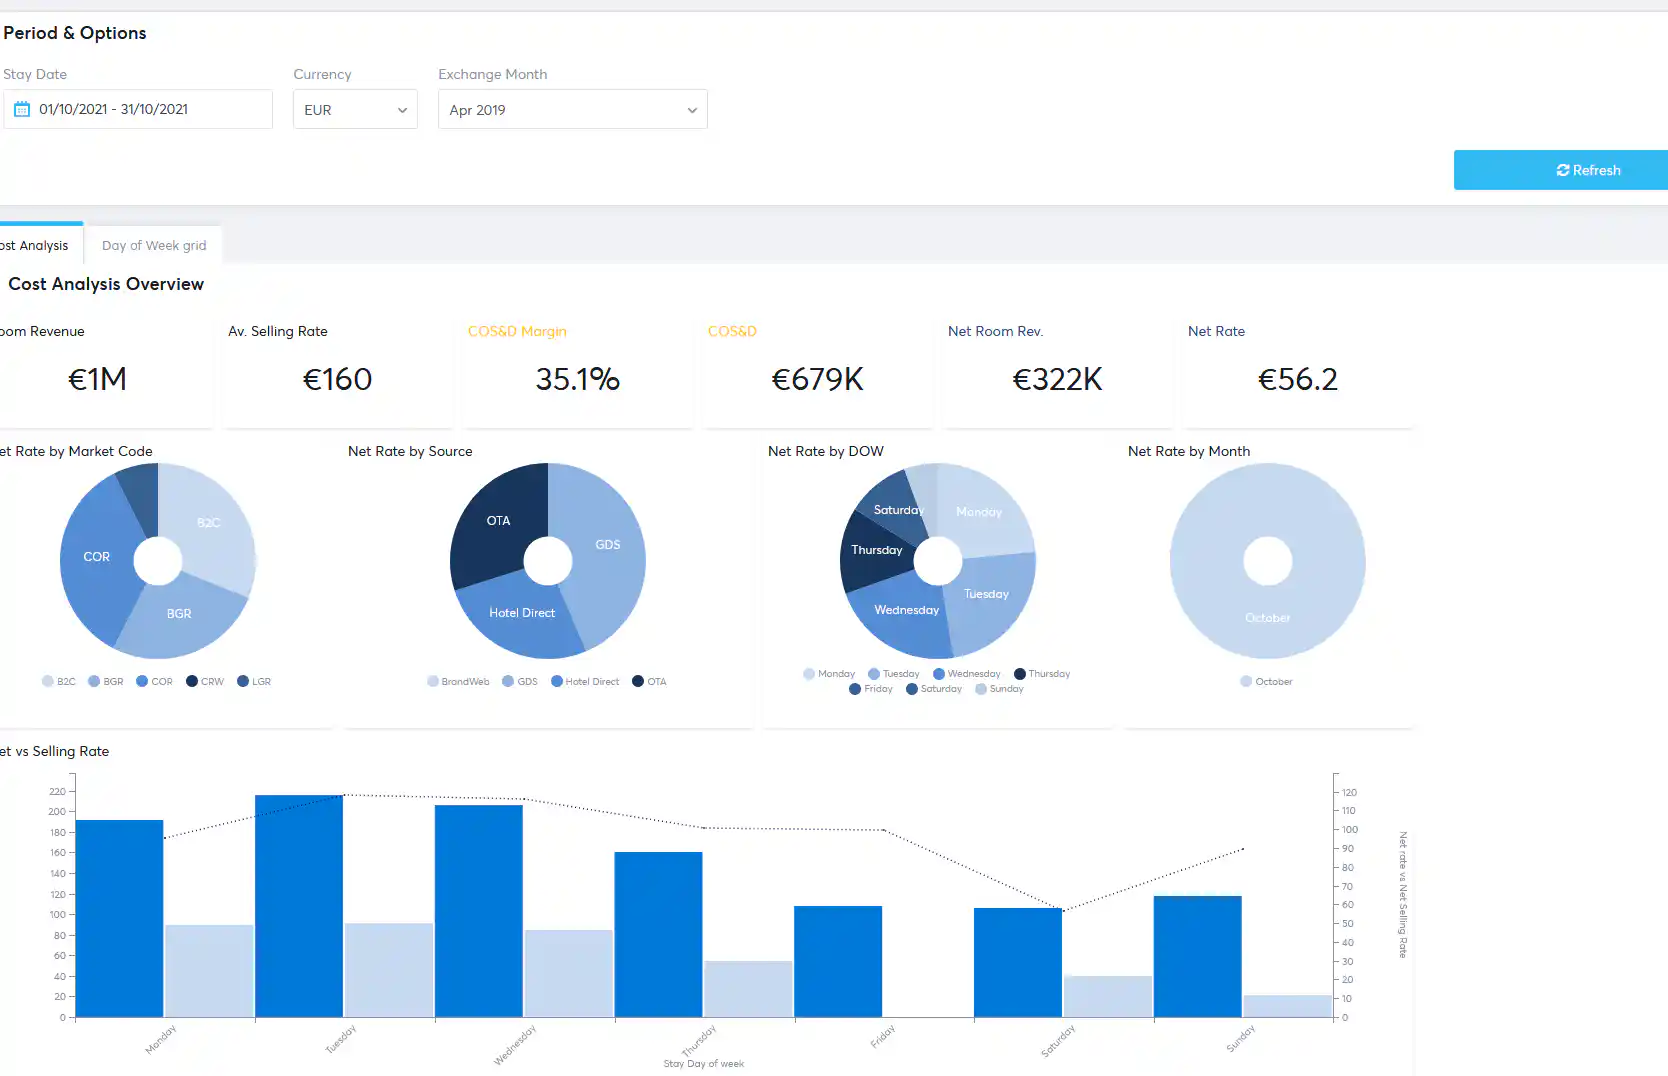 Period & Options
Stay Date Currency Exchange Month
01/10/2021 - 31/10/2021 EUR Apr 2019
Refresh
ost Analysis Day of Week grid
Cost Analysis Overview
oom Revenue Av. Selling Rate COS&D Margin COS&D Net Room Rev. Net Rate
€1M €160 35.1% €679K €322K €56.2
et Rate by Market Code Net Rate by Source Net Rate by DOW Net Rate by Month
B2C
COR
BGR
B2C BGR COR CRW LGR
OTA
GDS
Hotel Direct
BrandWeb GDS Hotel Direct OTA
Saturday Monday
Thursday
Tuesday
Wednesday
Monday Tuesday Wednesday Thursday
Friday Saturday Sunday
October
October
et vs Selling Rate
220
200
180
160
140
120
100
80
60
40
20
0
120
110
100
90
80
70
60
50
40
30
20
10
0
Net rate vs Net Selling Rate
Monday Tuesday Wednesday Thursday Friday Saturday Sunday
Stay Day of week